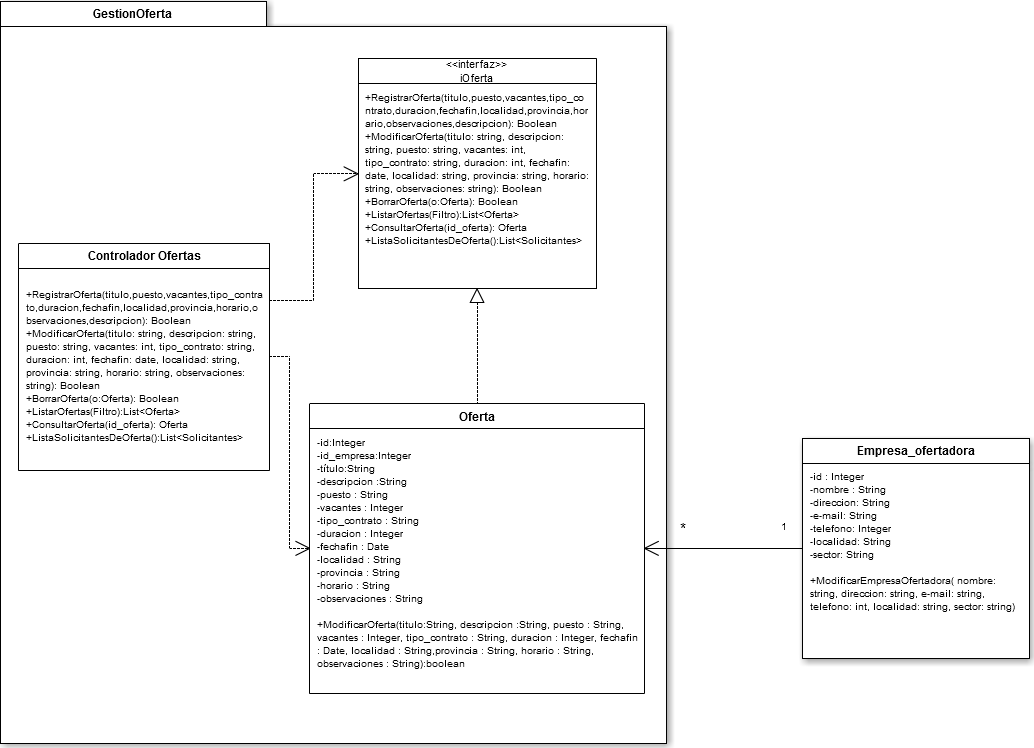 GestionOferta
<<interfaz>>
iOferta
+RegistrarOferta(titulo,puesto,vacantes,tipo_co
ntrato,duracion,fechafin,localidad,provincia,hor
ario,observaciones,descripcion): Boolean
+ModificarOferta(titulo: string, descripcion:
string, puesto: string, vacantes: int,
tipo_contrato: string, duracion: int, fechafin:
date, localidad: string, provincia: string, horario:
string, observaciones: string): Boolean
+BorrarOferta(o:Oferta): Boolean
+ListarOfertas(Filtro):List<Oferta>
+ConsultarOferta(id_oferta): Oferta
+ListaSolicitantesDeOferta():List<Solicitantes>
Controlador Ofertas
+RegistrarOferta(titulo,puesto,vacantes,tipo_contra
to,duracion,fechafin,localidad,provincia,horario,o
bservaciones,descripcion): Boolean
+ModificarOferta(titulo: string, descripcion: string,
puesto: string, vacantes: int, tipo_contrato: string,
duracion: int, fechafin: date, localidad: string,
provincia: string, horario: string, observaciones:
string): Boolean
+BorrarOferta(o:Oferta): Boolean
+ListarOfertas(Filtro):List<Oferta>
+ConsultarOferta(id_oferta): Oferta
+ListaSolicitantesDeOferta():List<Solicitantes>
Oferta
-id:Integer
-id_empresa:Integer
-título:String
-descripcion :String
-puesto : String
-vacantes : Integer
-tipo_contrato : String
-duracion : Integer
-fechafin : Date
-localidad : String
-provincia : String
-horario : String
-observaciones : String
+ModificarOferta(titulo:String, descripcion :String, puesto : String,
vacantes : Integer, tipo_contrato : String, duracion : Integer, fechafin
: Date, localidad : String,provincia : String, horario : String,
observaciones : String):boolean
*
1
Empresa_ofertadora
-id : Integer
-nombre : String
-direccion: String
-e-mail: String
-telefono: Integer
-localidad: String
-sector: String
+ModificarEmpresaOfertadora( nombre:
string, direccion: string, e-mail: string,
telefono: int, localidad: string, sector: string)